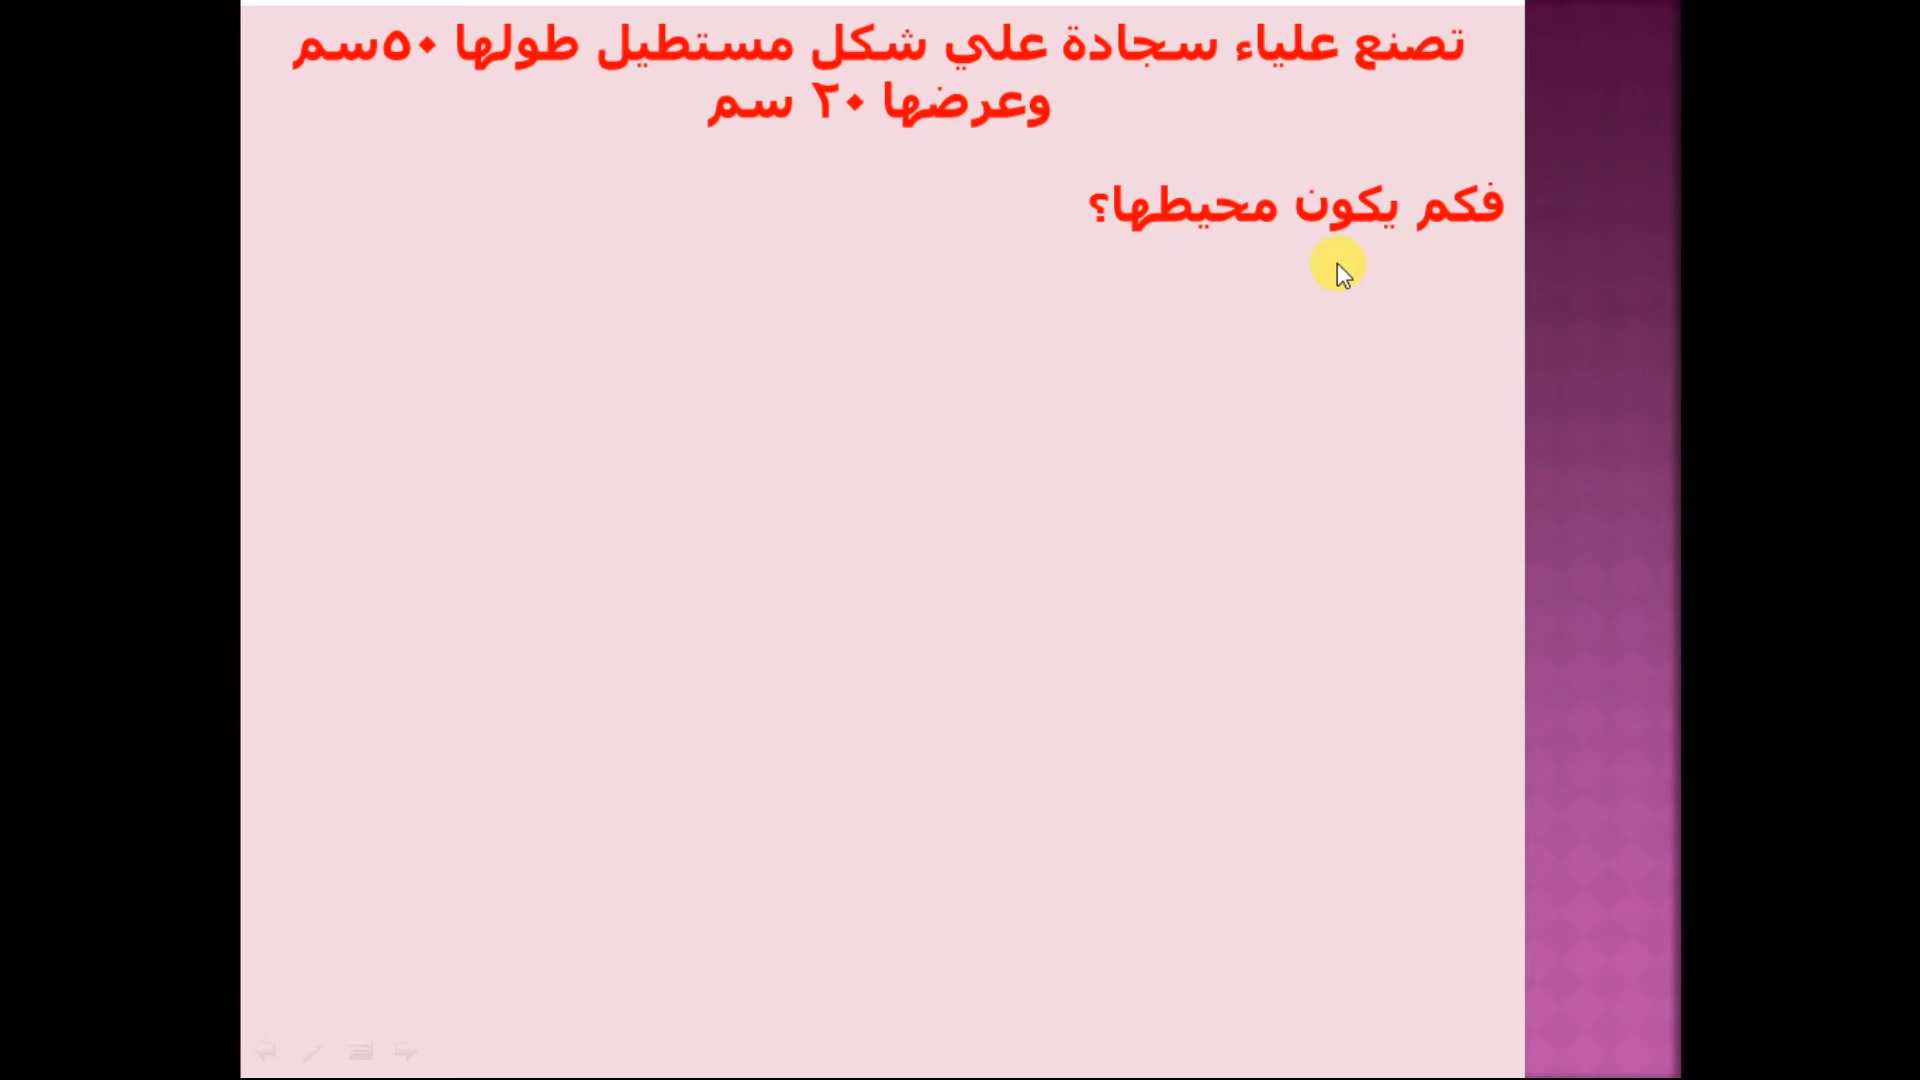 تصنع علياء سجادة علي شكل مستطيل طولها ٥٠سم
وعرضها ٢٠ سم
فكم يكون محيطها؟